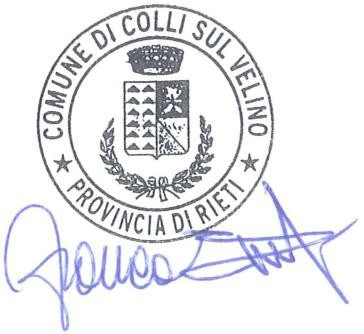 COMUNE DI COLLI SUL VELINO
★ PROVINCIA DI RIETI ★